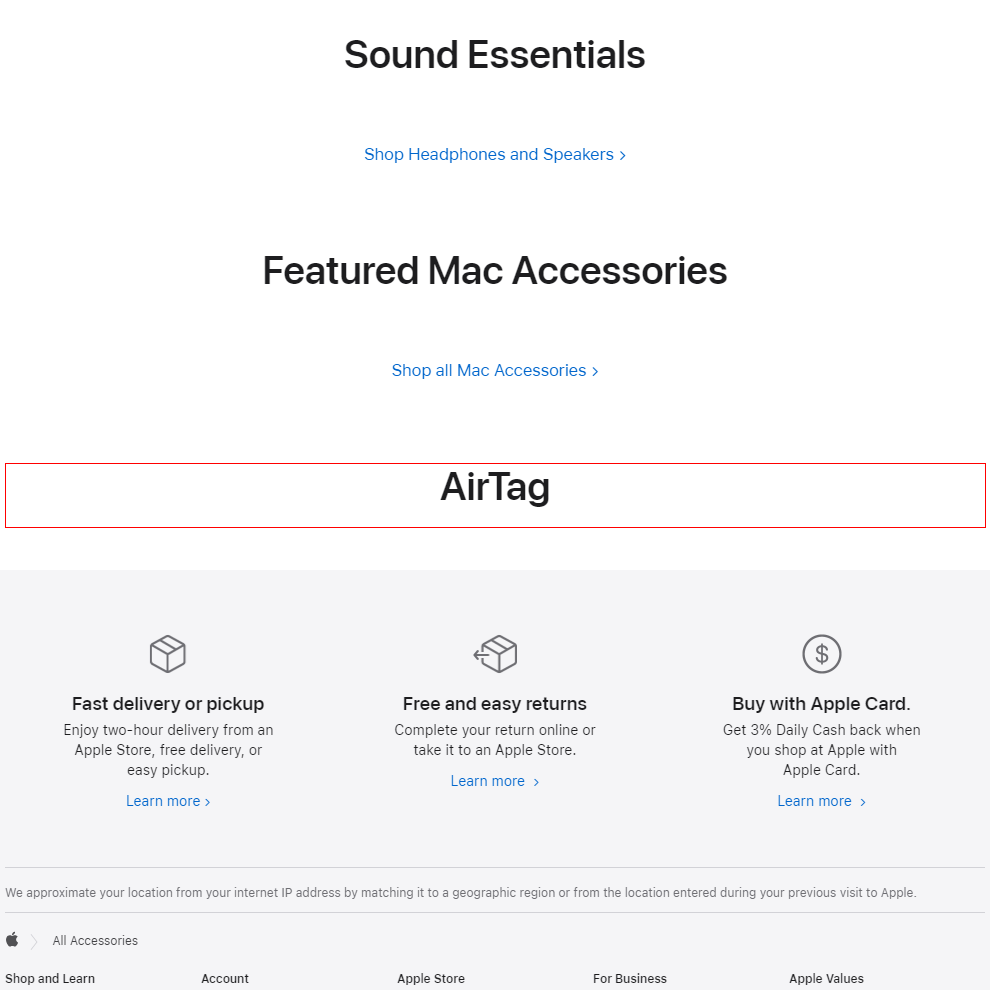 Sound Essentials
Shop Headphones and Speakers
Featured Mac Accessories
Shop all Mac Accessories
AirTag
Fast delivery or pickup
Enjoy two-hour delivery from an
Apple Store, free delivery, or
easy pickup.
Learn more
Free and easy returns
Complete your return online or
take it to an Apple Store.
Learn more
$
Buy with Apple Card.
Get 3% Daily Cash back when
you shop at Apple with
Apple Card.
Learn more
We approximate your location from your internet IP address by matching it to a geographic region or from the location entered during your previous visit to Apple.
All Accessories
Shop and Learn
Account
Apple Store
For Business
Apple Values